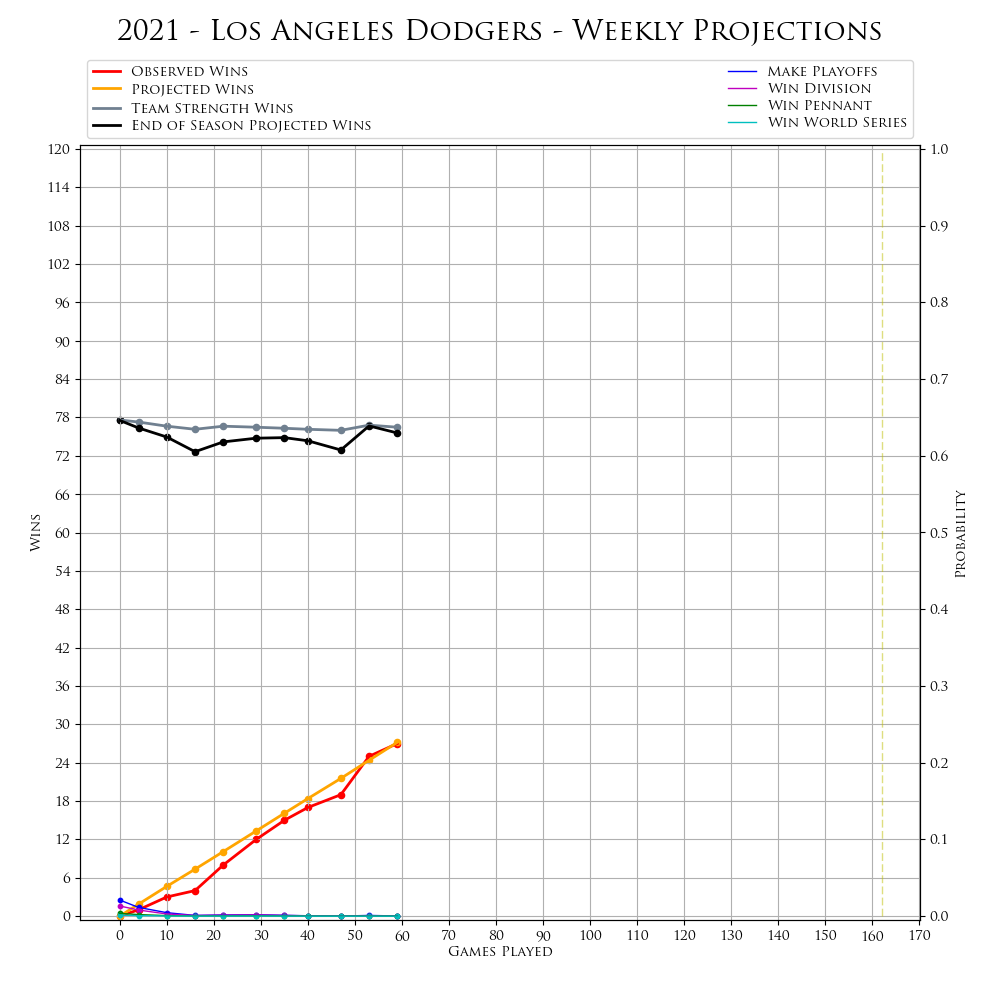 2021 - Los Angeles Dodgers - Weekly Projections
Observed Wins
Projected Wins
Team Strength Wins
End of Season Projected Wins
Make Playoffs
Win Division
Win Pennant
Win World Series
120
114
108
102
96
90
84
78
72
66
60
54
48
42
36
30
24
18
12
6
0
Wins
1.0
0.9
0.8
0.7
0.6
0.5
0.4
0.3
0.2
0.1
0.0
Probability
0 10 20 30 40 50 60 70 80 90 100 110 120 130 140 150 160 170
Games Played